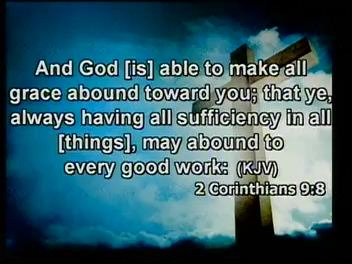 And God [is] able to make all
grace abound toward you; that ye,
always having all sufficiency in all
[things], may abound to
every good work: (KJV)
2 Corinthians 9:8